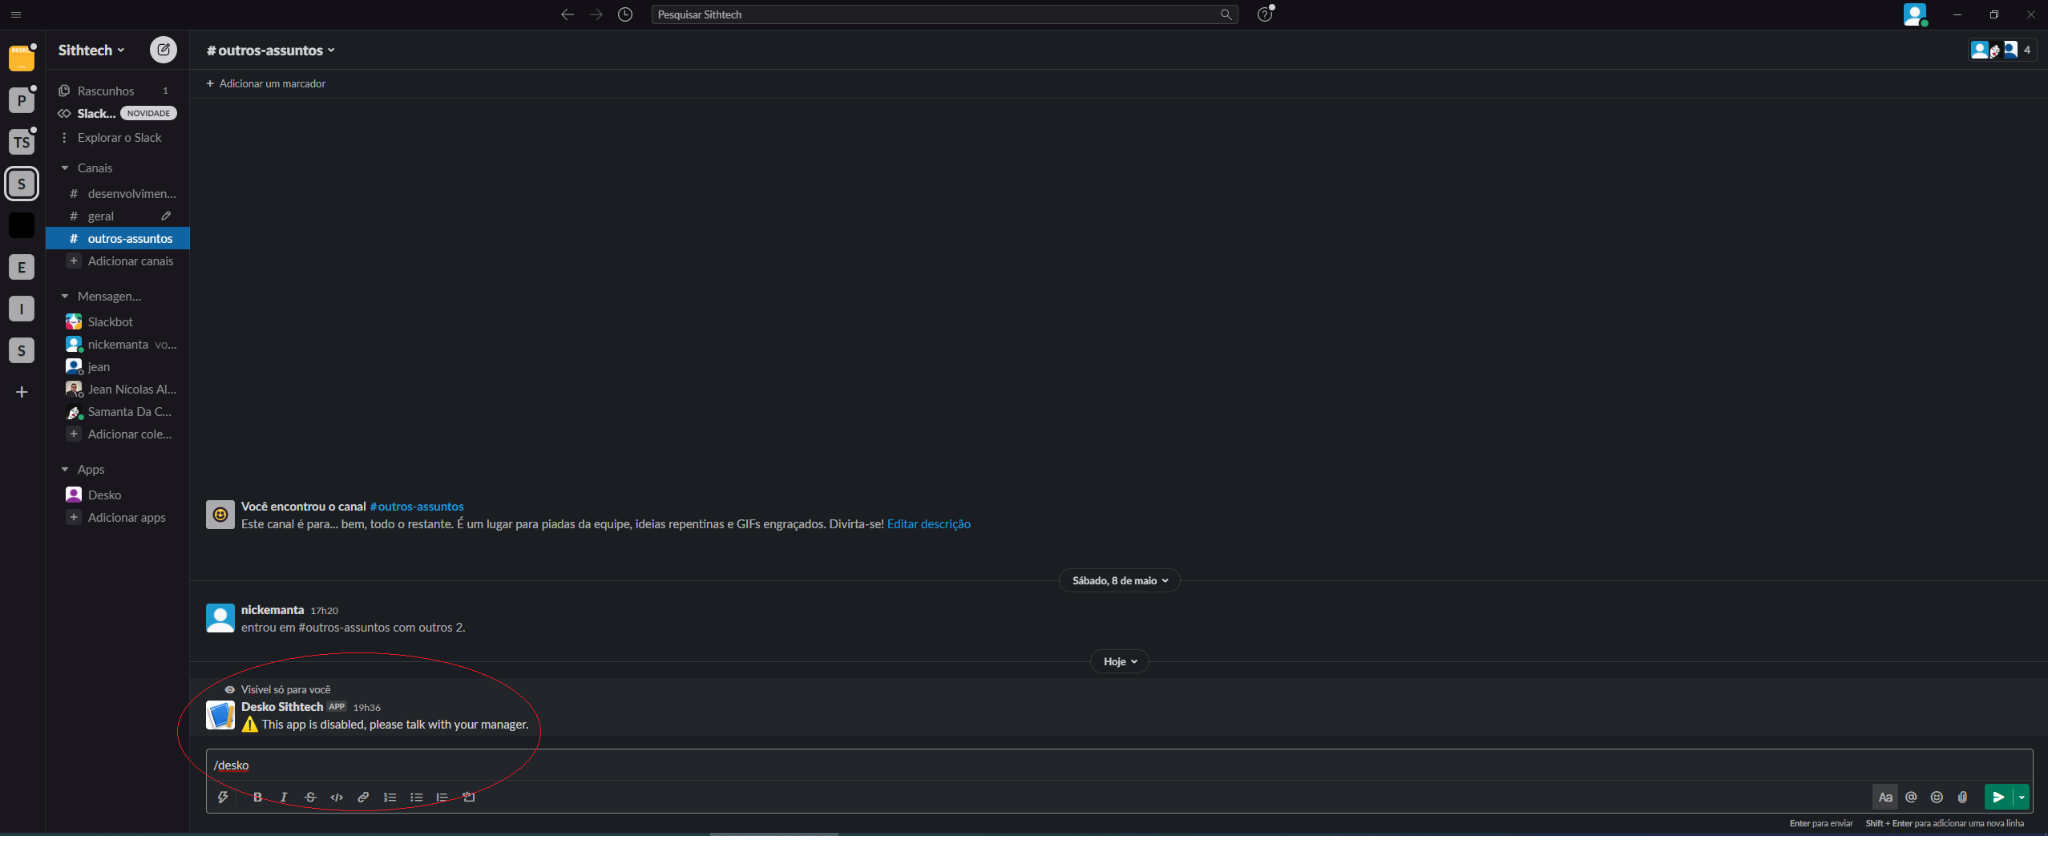 Pesquisar Sithtech
Sithtech
Rascunhos 1
Slack... NOVIDADE
Explorar o Slack
Canais
# desenvolvimen...
# geral
# outros-assuntos
+ Adicionar canais
Mensagen...
Slackbot
nickemanta vo...
jean
Jean Nícolas Al...
Samanta Da C...
+ Adicionar cole...
Apps
Desko
+ Adicionar apps
P
TS
S
E
I
S
+
# outros-assuntos
4
+ Adicionar um marcador
Você encontrou o canal #outros-assuntos
Este canal é para... bem, todo o restante. É um lugar para piadas da equipe, ideias repentinas e GIFs engraçados. Divirta-se! Editar descrição
Sábado, 8 de maio
nickemanta 17h20
entrou em #outros-assuntos com outros 2.
Hoje
Visível só para você
Desko Sithtech APP 19h36
⚠️ This app is disabled, please talk with your manager.
/desko
B I S </>
Aa @
Enter para enviar Shift + Enter para adicionar uma nova linha